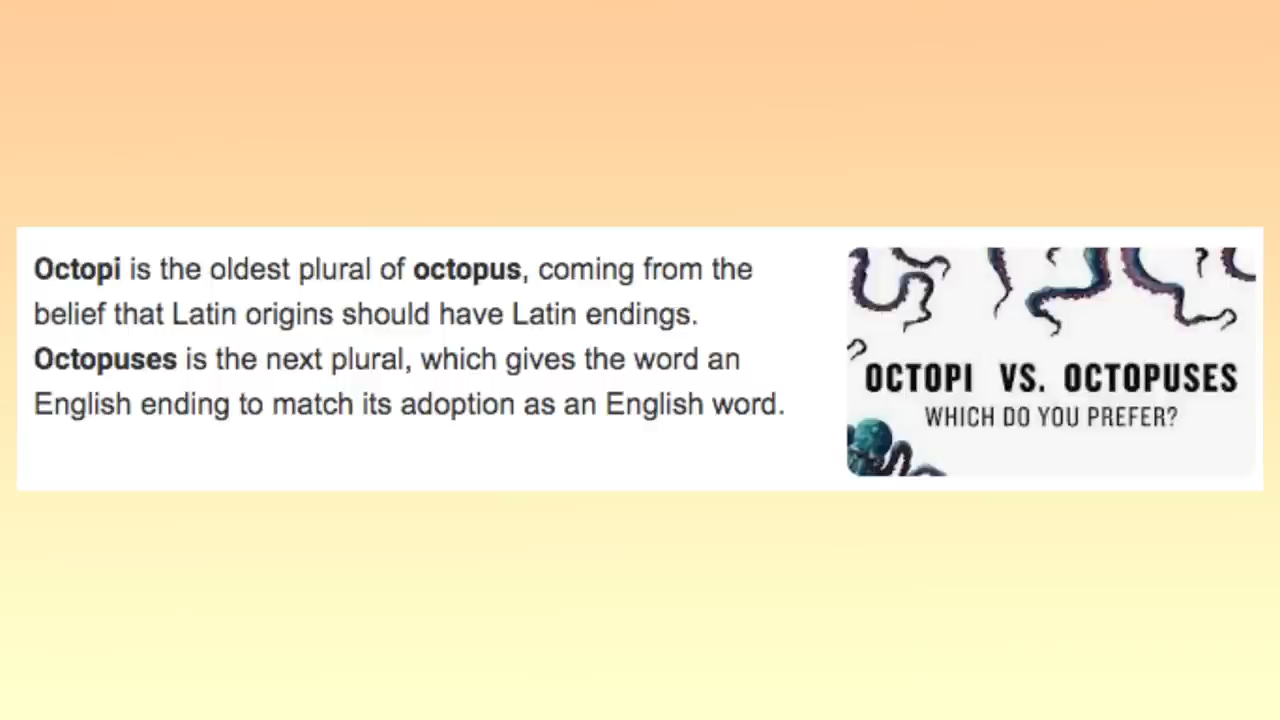 Octopi is the oldest plural of octopus, coming from the
belief that Latin origins should have Latin endings.
Octopuses is the next plural, which gives the word an
English ending to match its adoption as an English word.
OCTOPI VS. OCTOPUSES
WHICH DO YOU PREFER?